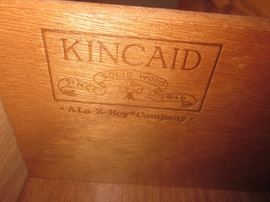 KINCAID
SOLID WOOD
SINCE 1946
• A La-Z-Boy® Company •